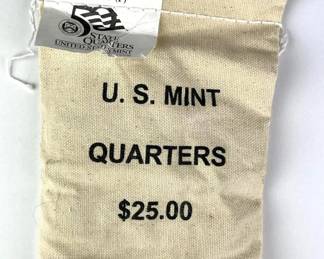 50
STATE
QUARTERS
UNITED STATES MINT
U. S. MINT
QUARTERS
$25.00